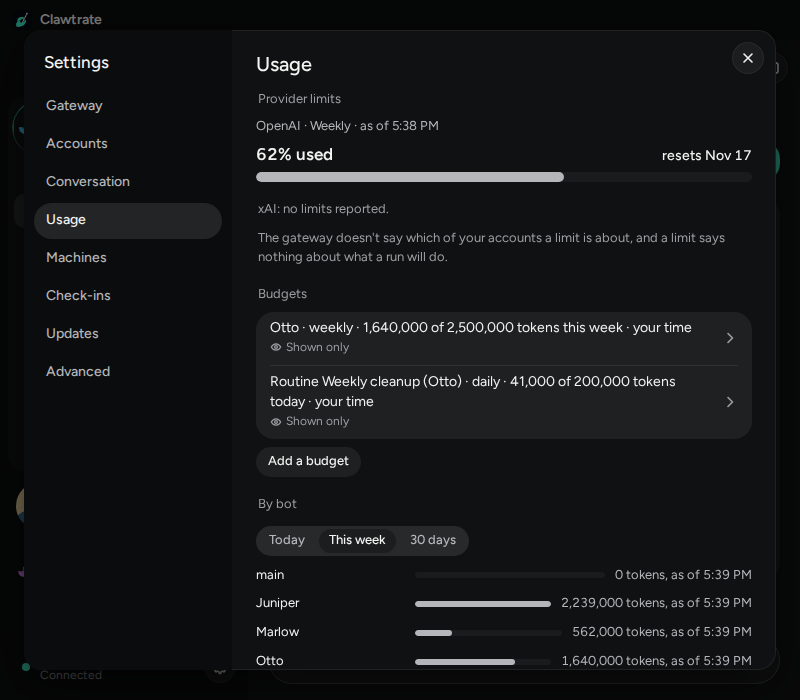 Clawtrate
Settings
Gateway
Accounts
Conversation
Usage
Machines
Check-ins
Updates
Advanced
Connected
Usage
Provider limits
OpenAI · Weekly · as of 5:38 PM
62% used
resets Nov 17
xAI: no limits reported.
The gateway doesn't say which of your accounts a limit is about, and a limit says
nothing about what a run will do.
Budgets
Otto · weekly · 1,640,000 of 2,500,000 tokens this week · your time
Shown only
Routine Weekly cleanup (Otto) · daily · 41,000 of 200,000 tokens
today · your time
Shown only
Add a budget
By bot
Today This week 30 days
main 0 tokens, as of 5:39 PM
Juniper 2,239,000 tokens, as of 5:39 PM
Marlow 562,000 tokens, as of 5:39 PM
Otto 1,640,000 tokens, as of 5:39 PM